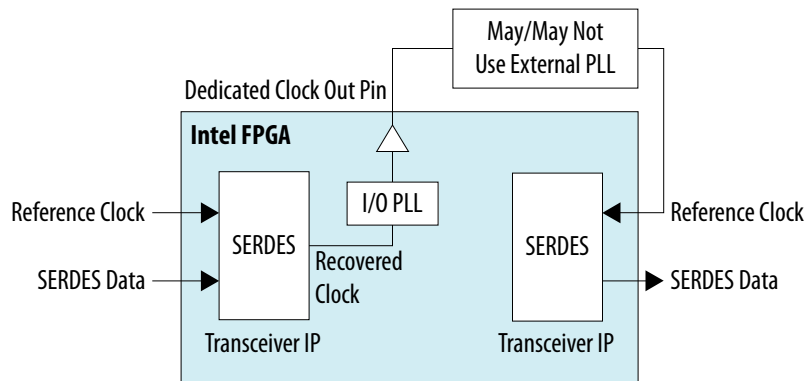 May/May Not
Use External PLL
Dedicated Clock Out Pin
Intel FPGA
I/O PLL
Reference Clock
SERDES
SERDES Data
Recovered
Clock
Transceiver IP
SERDES
Reference Clock
SERDES Data
Transceiver IP